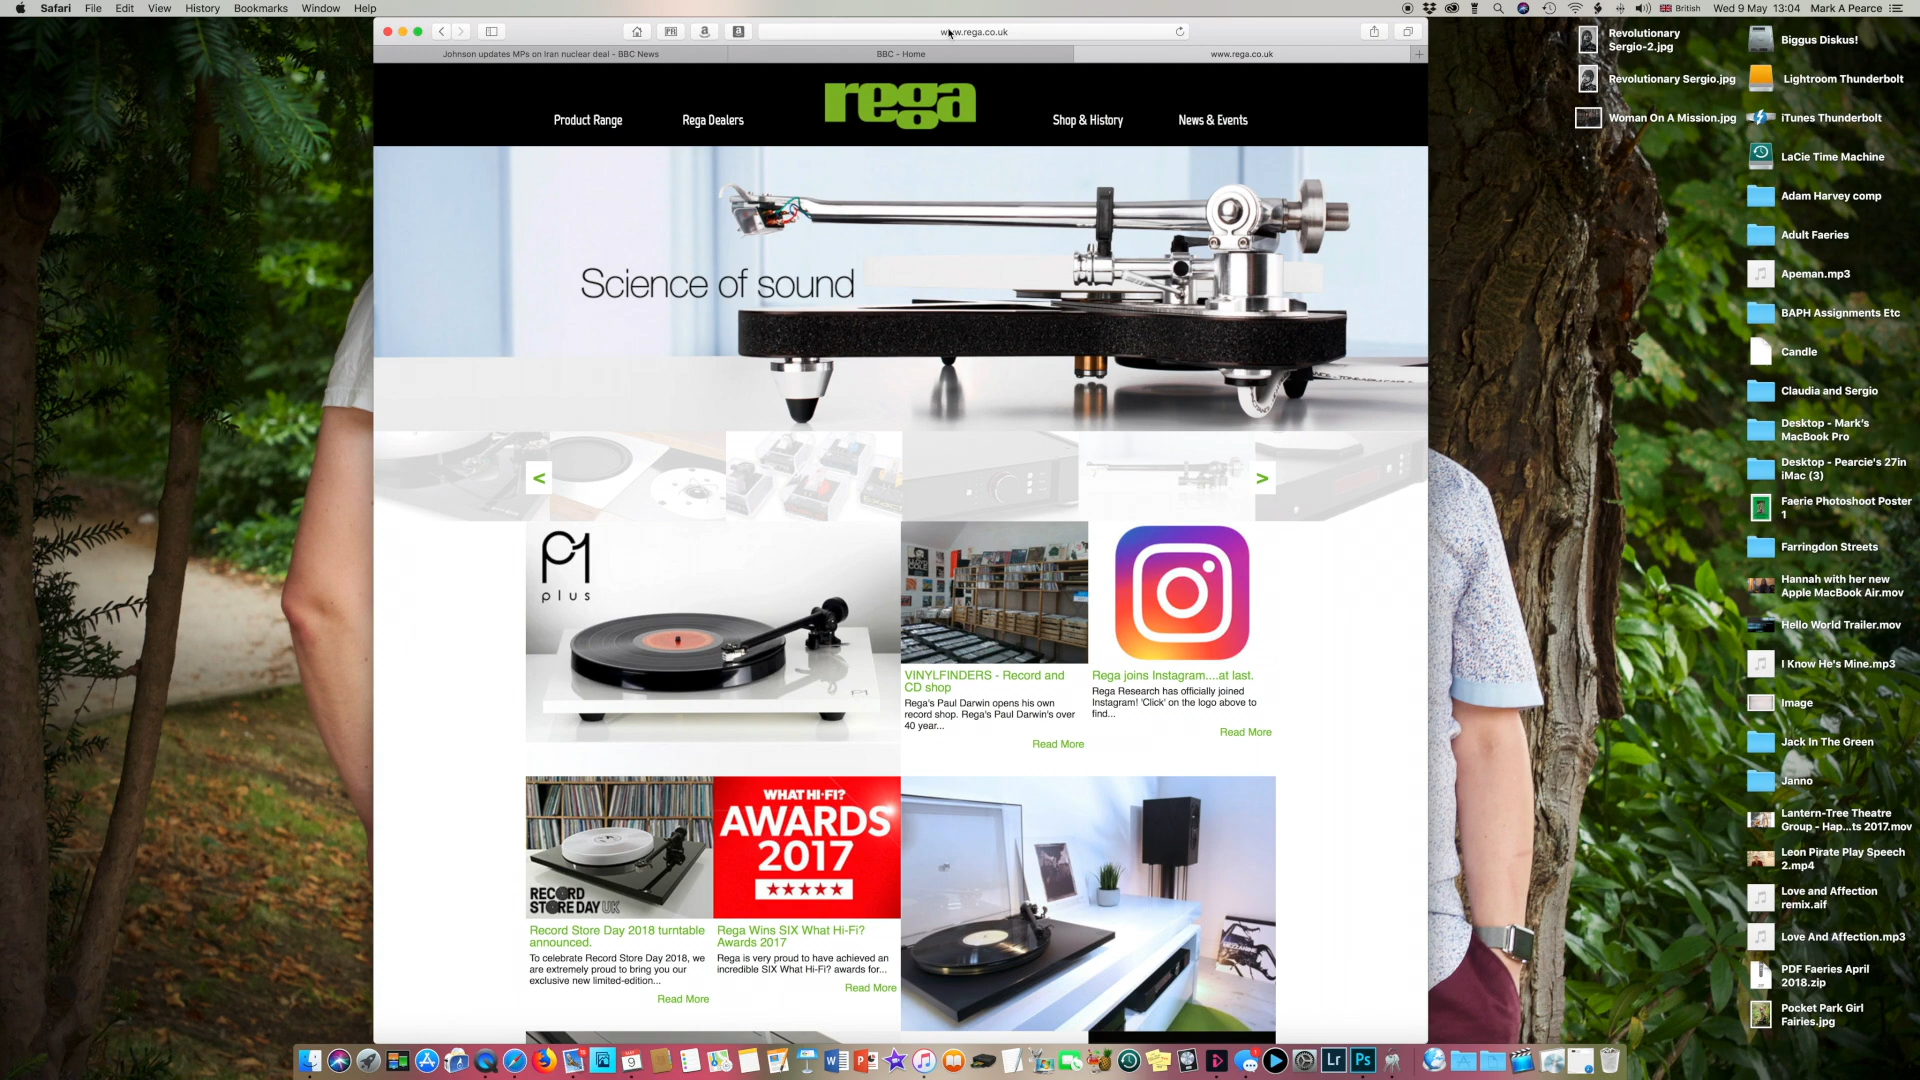 Safari File Edit View History Bookmarks Window Help
British Wed 9 May 13:04 Mark A Pearce
www.rega.co.uk
Johnson updates MPs on Iran nuclear deal - BBC News
BBC - Home
www.rega.co.uk
Product Range
Rega Dealers
rega
Shop & History
News & Events
Science of sound
<
>
P1
plus
VINYLFINDERS - Record and
CD shop
Rega's Paul Darwin opens his own
record shop. Rega's Paul Darwin's over
40 year...
Read More
Rega joins Instagram....at last.
Rega Research has officially joined
Instagram! 'Click' on the logo above to
find...
Read More
RECORD
STORE DAY UK
Record Store Day 2018 turntable
announced.
To celebrate Record Store Day 2018, we
are extremely proud to bring you our
exclusive new limited-edition...
Read More
WHAT HI-FI?
AWARDS
2017
Rega Wins SIX What Hi-Fi?
Awards 2017
Rega is very proud to have achieved an
incredible SIX What Hi-Fi? awards for...
Read More
Revolutionary
Sergio-2.jpg
Revolutionary Sergio.jpg
Woman On A Mission.jpg
Biggus Diskus!
Lightroom Thunderbolt
iTunes Thunderbolt
LaCie Time Machine
Adam Harvey comp
Adult Faeries
Apeman.mp3
BAPH Assignments Etc
Candle
Claudia and Sergio
Desktop - Mark's
MacBook Pro
Desktop - Pearcie's 27in
iMac (3)
Faerie Photoshoot Poster
1
Farringdon Streets
Hannah with her new
Apple MacBook Air.mov
Hello World Trailer.mov
I Know He's Mine.mp3
Image
Jack In The Green
Janno
Lantern-Tree Theatre
Group - Hap...ts 2017.mov
Leon Pirate Play Speech
2.mp4
Love and Affection
remix.aif
Love And Affection.mp3
PDF Faeries April
2018.zip
Pocket Park Girl
Fairies.jpg
9
Lr
Ps